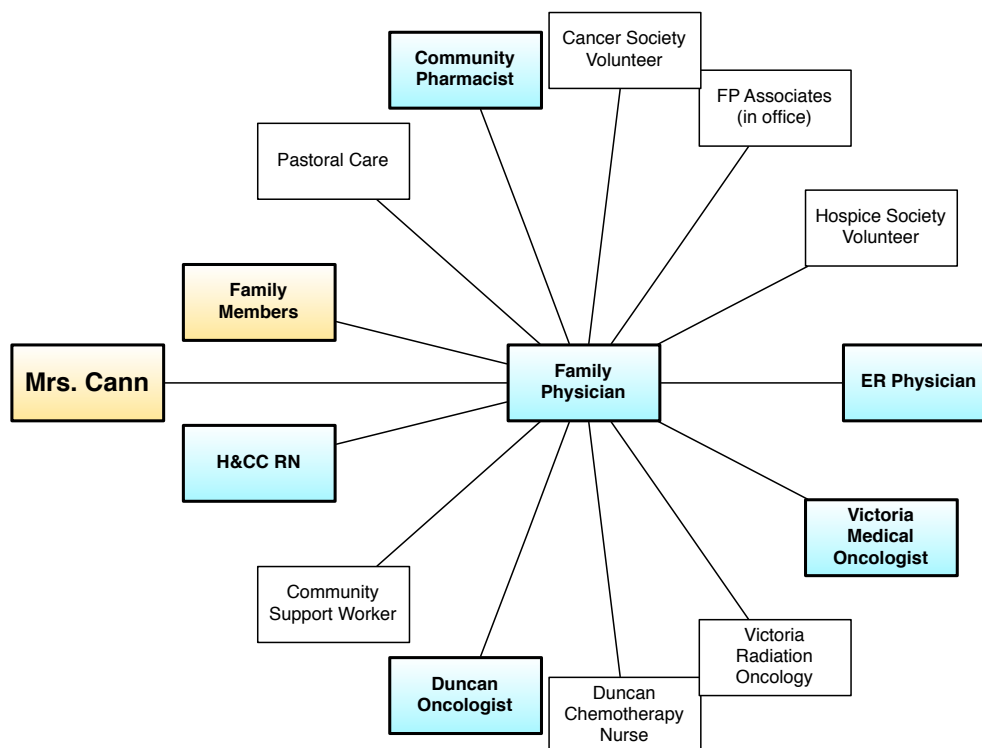 Cancer Society
Volunteer
Community
Pharmacist
FP Associates
(in office)
Pastoral Care
Hospice Society
Volunteer
Family
Members
Mrs. Cann
Family
Physician
ER Physician
H&CC RN
Victoria
Medical
Oncologist
Community
Support Worker
Victoria
Radiation
Oncology
Duncan
Oncologist
Duncan
Chemotherapy
Nurse